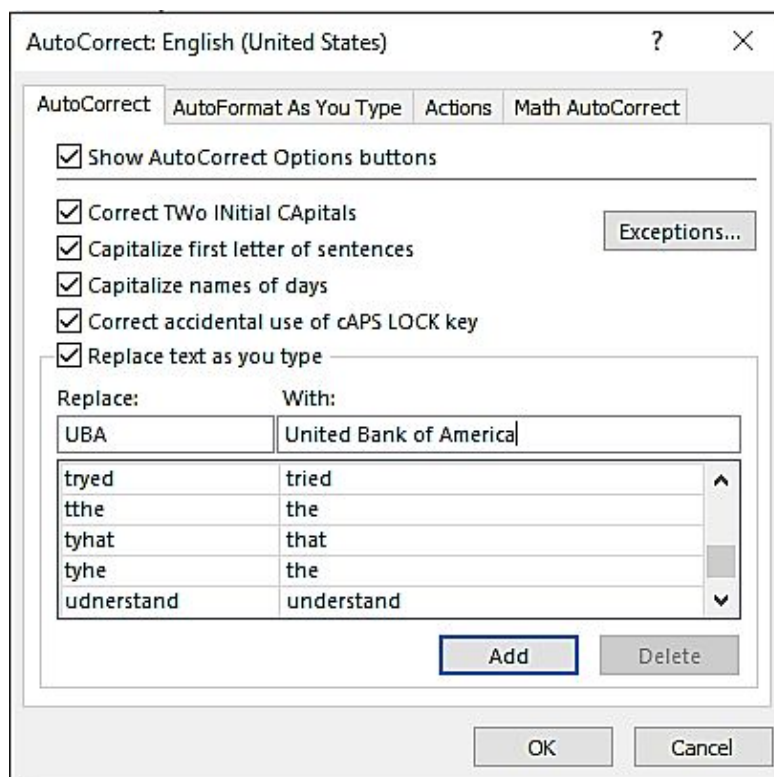 AutoCorrect: English (United States) ?
AutoCorrect AutoFormat As You Type Actions Math AutoCorrect
Show AutoCorrect Options buttons
Correct TWo INitial CApitals
Exceptions...
Capitalize first letter of sentences
Capitalize names of days
Correct accidental use of cAPS LOCK key
Replace text as you type
Replace: With:
UBA United Bank of America
tryed tried
tthe the
tyhat that
tyhe the
udnerstand understand
Add Delete
OK Cancel